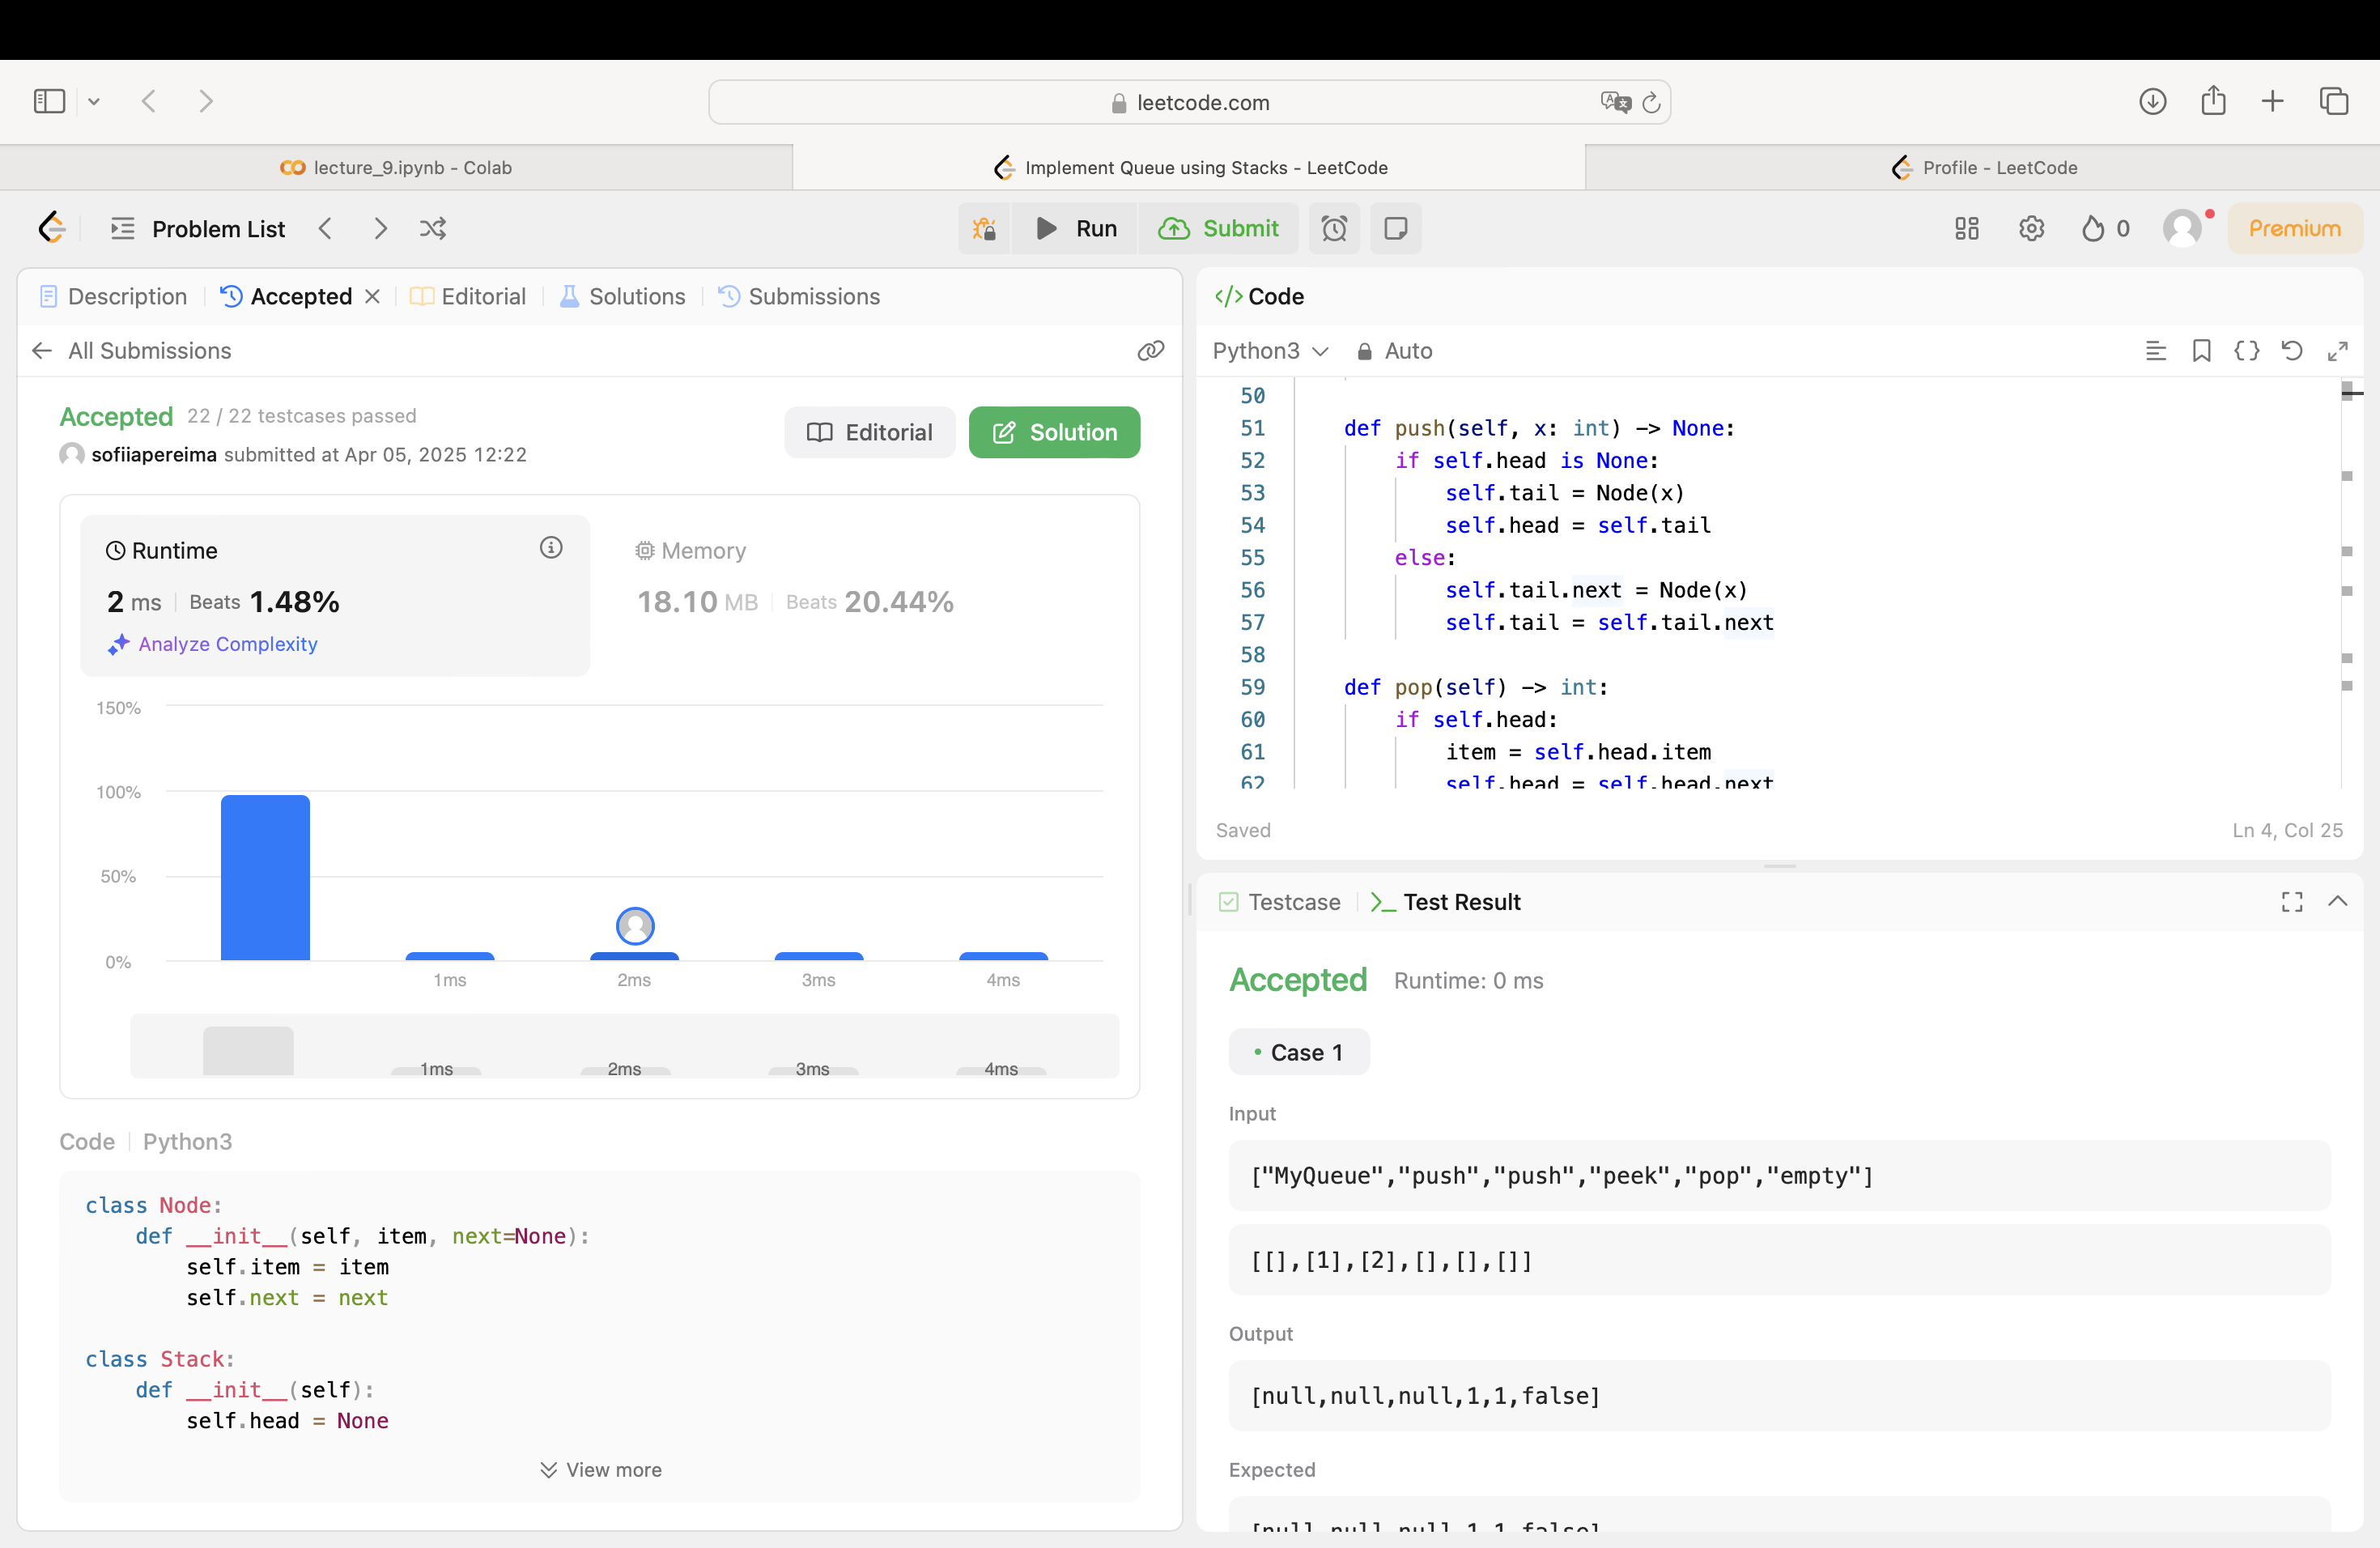 leetcode.com
lecture_9.ipynb - Colab
Implement Queue using Stacks - LeetCode
Profile - LeetCode
Problem List
Run
Submit
0
Premium
Description
Accepted
Editorial
Solutions
Submissions
All Submissions
Accepted 22 / 22 testcases passed
sofiiapereima submitted at Apr 05, 2025 12:22
Editorial
Solution
Runtime
2 ms Beats 1.48%
Analyze Complexity
Memory
18.10 MB Beats 20.44%
150%
100%
50%
0%
1ms 2ms 3ms 4ms
1ms 2ms 3ms 4ms
Code Python3
class Node:
    def __init__(self, item, next=None):
        self.item = item
        self.next = next
class Stack:
    def __init__(self):
        self.head = None
View more
</> Code
Python3 Auto
50
51 def push(self, x: int) -> None:
52     if self.head is None:
53         self.tail = Node(x)
54         self.head = self.tail
55     else:
56         self.tail.next = Node(x)
57         self.tail = self.tail.next
58
59 def pop(self) -> int:
60     if self.head:
61         item = self.head.item
62         self.head = self.head.next
Saved
Ln 4, Col 25
Testcase
>_ Test Result
Accepted Runtime: 0 ms
Case 1
Input
["MyQueue","push","push","peek","pop","empty"]
[[],[1],[2],[],[],[]]
Output
[null,null,null,1,1,false]
Expected
[null,null,null,1,1,false]